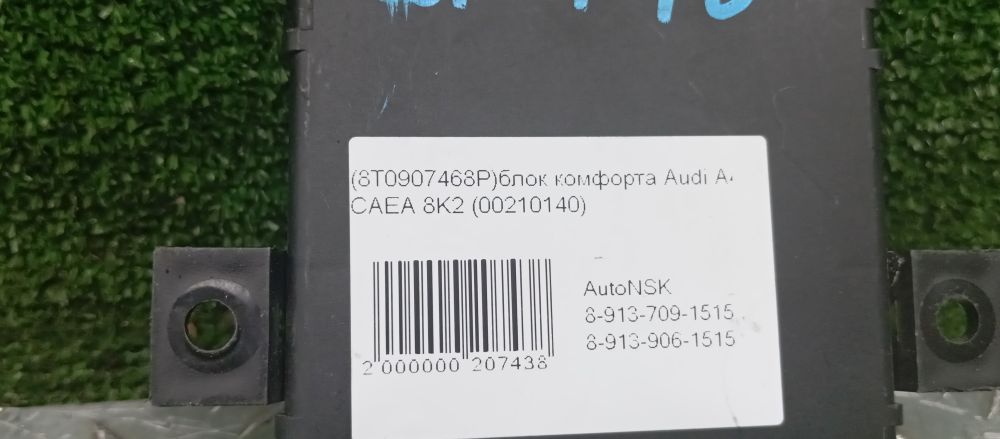 (8T0907468P)блок комфорта Audi A4
CAEA 8K2 (00210140)
AutoNSK
8-913-709-1515
8-913-906-1515
2 000000 207438